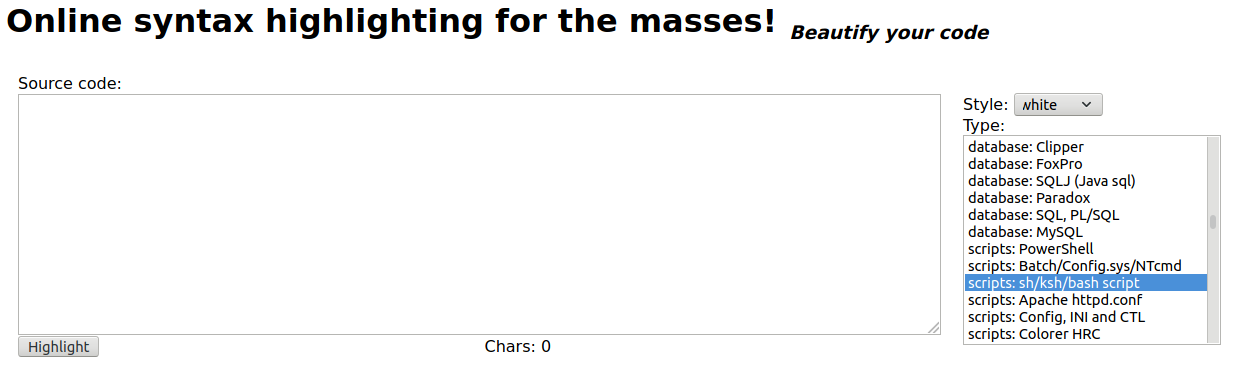 Online syntax highlighting for the masses! Beautify your code
Source code:
Style: white
Type:
database: Clipper
database: FoxPro
database: SQLJ (Java sql)
database: Paradox
database: SQL, PL/SQL
database: MySQL
scripts: PowerShell
scripts: Batch/Config.sys/NTcmd
scripts: sh/ksh/bash script
scripts: Apache httpd.conf
scripts: Config, INI and CTL
scripts: Colorer HRC
Highlight
Chars: 0